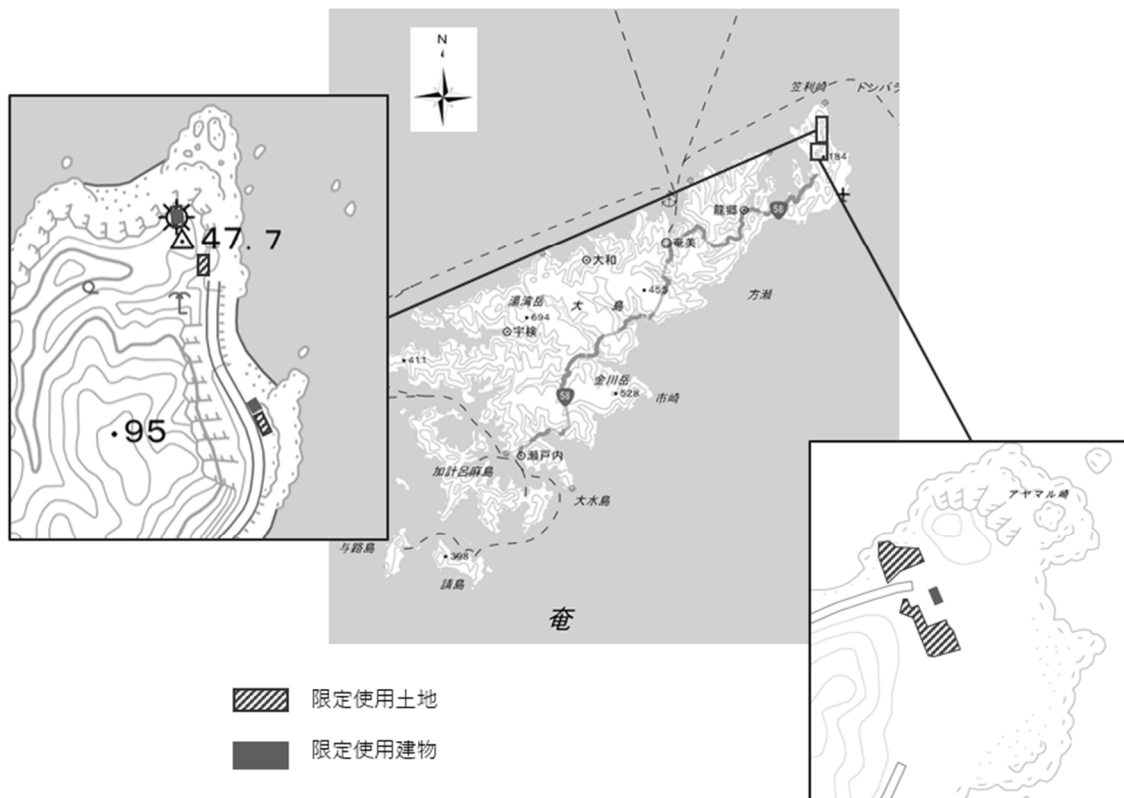 N
笠利崎
ドンバラ
184
47.7
龍郷
58
奄美
大和
455
湯湾岳
大島
方瀬
694
宇検
411
金川岳
528
58
市崎
95
瀬戸内
加計呂麻島
大水島
アヤマル崎
与路島
398
請島
奄
限定使用土地
限定使用建物